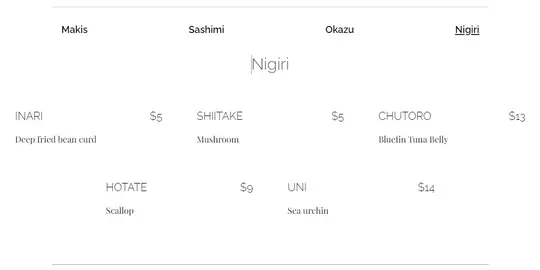 Makis Sashimi Okazu Nigiri
Nigiri
INARI $5 SHIITAKE $5 CHUTORO $13
Deep fried bean curd Mushroom Bluefin Tuna Belly
HOTATE $9 UNI $14
Scallop Sea urchin